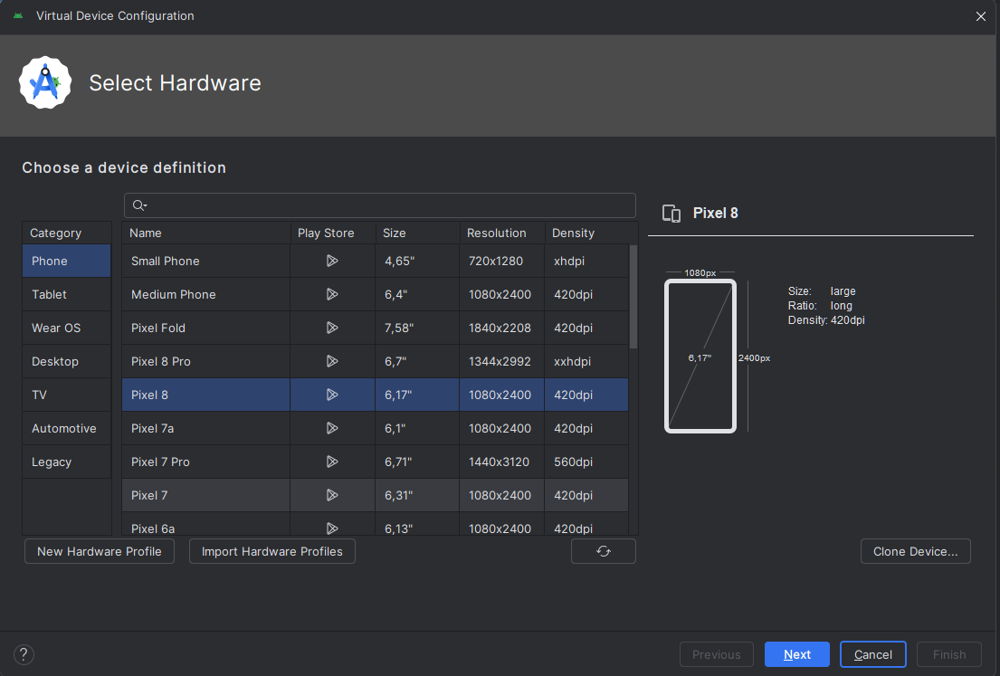 Virtual Device Configuration
Select Hardware
Choose a device definition
Category
Phone
Tablet
Wear OS
Desktop
TV
Automotive
Legacy
Name Play Store Size Resolution Density
Small Phone 4,65" 720x1280 xhdpi
Medium Phone 6,4" 1080x2400 420dpi
Pixel Fold 7,58" 1840x2208 420dpi
Pixel 8 Pro 6,7" 1344x2992 xxhdpi
Pixel 8 6,17" 1080x2400 420dpi
Pixel 7a 6,1" 1080x2400 420dpi
Pixel 7 Pro 6,71" 1440x3120 560dpi
Pixel 7 6,31" 1080x2400 420dpi
Pixel 6a 6,13" 1080x2400 420dpi
Pixel 8
1080px
6,17"
2400px
Size: large
Ratio: long
Density: 420dpi
New Hardware Profile Import Hardware Profiles Clone Device...
? Previous Next Cancel Finish